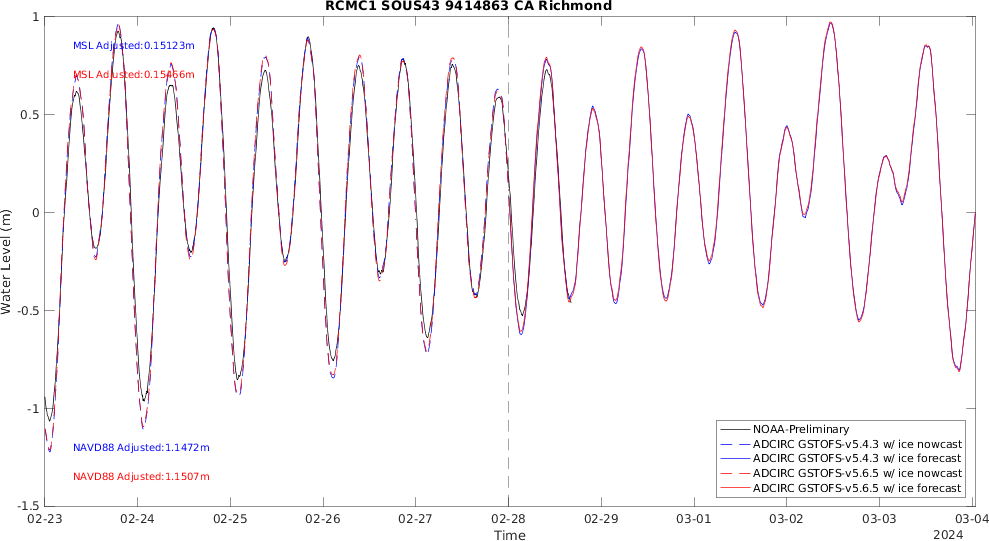 RCMC1 SOUS43 9414863 CA Richmond
1
0.5
0
-0.5
-1
-1.5
Water Level (m)
MSL Adjusted:0.15123m
MSL Adjusted:0.15466m
NAVD88 Adjusted:1.1472m
NAVD88 Adjusted:1.1507m
NOAA-Preliminary
ADCIRC GSTOFS-v5.4.3 w/ ice nowcast
ADCIRC GSTOFS-v5.4.3 w/ ice forecast
ADCIRC GSTOFS-v5.6.5 w/ ice nowcast
ADCIRC GSTOFS-v5.6.5 w/ ice forecast
02-23 02-24 02-25 02-26 02-27 02-28 02-29 03-01 03-02 03-03 03-04
Time
2024